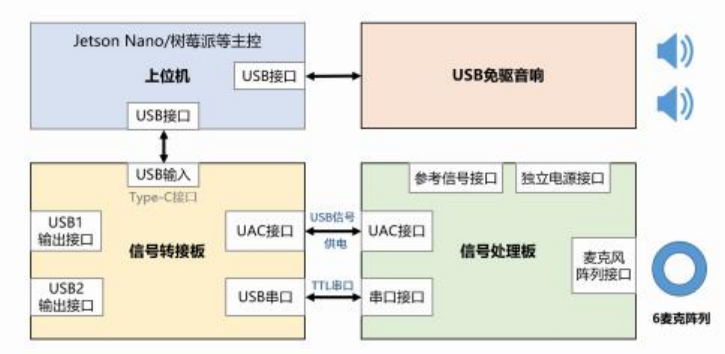 Jetson Nano/树莓派等主控
上位机
USB接口
USB接口
USB免驱音响
USB输入
Type-C接口
USB1
输出接口
信号转接板
UAC接口
USB2
输出接口
USB串口
USB信号
供电
TTL串口
参考信号接口
独立电源接口
UAC接口
信号处理板
麦克风
阵列接口
串口接口
6麦克阵列